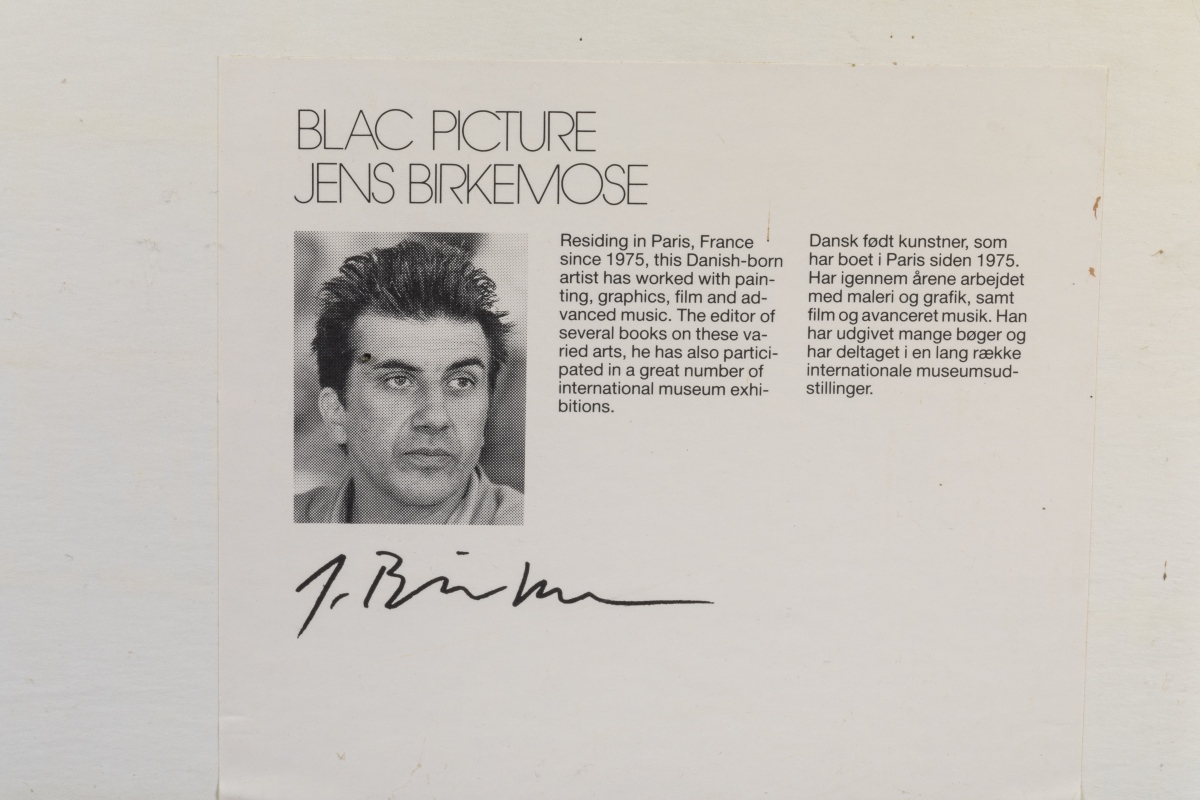 BLAC PICTURE
JENS BIRKEMOSE
Residing in Paris, France
since 1975, this Danish-born
artist has worked with pain-
ting, graphics, film and ad-
vanced music. The editor of
several books on these va-
ried arts, he has also partici-
pated in a great number of
international museum exhi-
bitions.
Dansk født kunstner, som
har boet i Paris siden 1975.
Har igennem årene arbejdet
med maleri og grafik, samt
film og avanceret musik. Han
har udgivet mange bøger og
har deltaget i en lang række
internationale museumsud-
stillinger.